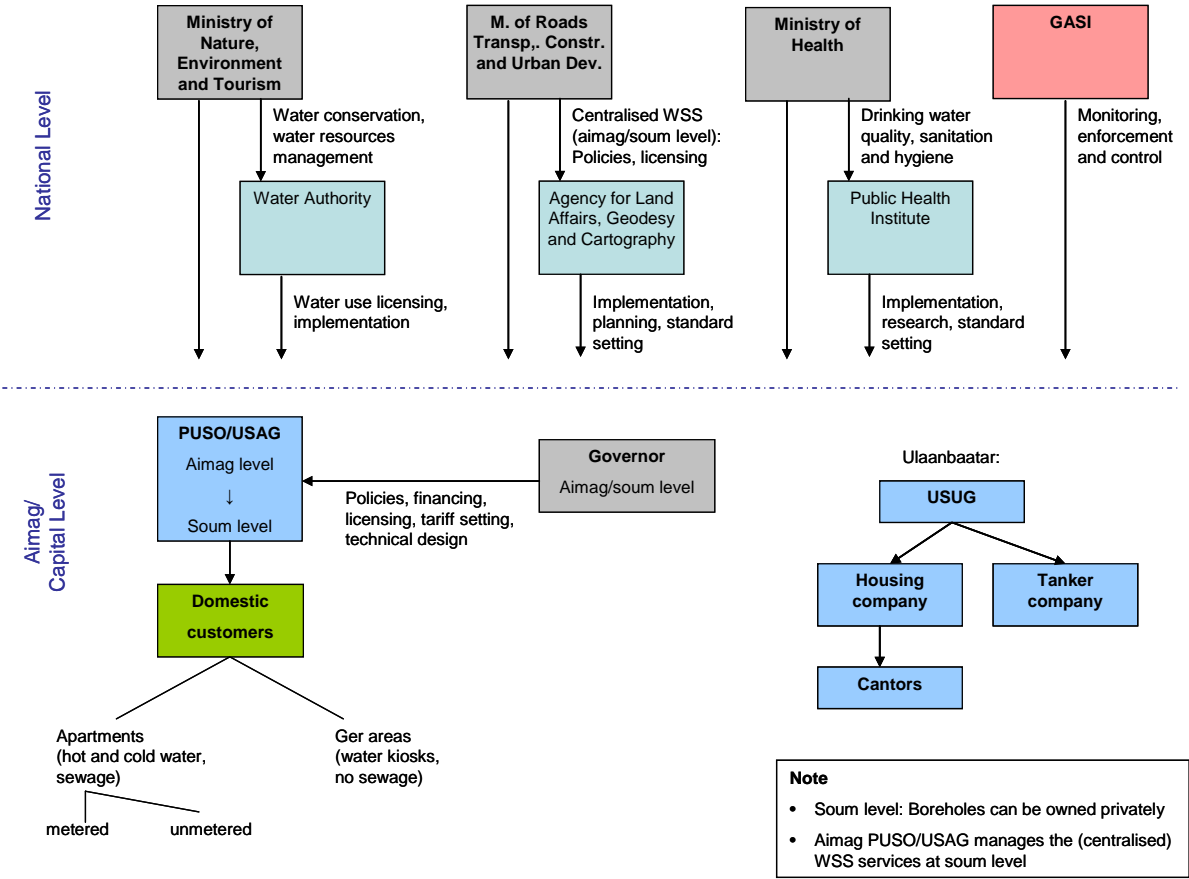 Ministry of
Nature,
Environment
and Tourism
M. of Roads
Transp,. Constr.
and Urban Dev.
Ministry of
Health
GASI
National Level
Water conservation,
water resources
management
Centralised WSS
(aimag/soum level):
Policies, licensing
Drinking water
quality, sanitation
and hygiene
Monitoring,
enforcement
and control
Water Authority
Agency for Land
Affairs, Geodesy
and Cartography
Public Health
Institute
Water use licensing,
implementation
Implementation,
planning, standard
setting
Implementation,
research, standard
setting
Aimag/
Capital Level
PUSO/USAG
Aimag level
↓
Soum level
Governor
Aimag/soum level
Policies, financing,
licensing, tariff setting,
technical design
Domestic
customers
Apartments
(hot and cold water,
sewage)
Ger areas
(water kiosks,
no sewage)
metered
unmetered
Ulaanbaatar:
USUG
Housing
company
Tanker
company
Cantors
Note
• Soum level: Boreholes can be owned privately
• Aimag PUSO/USAG manages the (centralised)
WSS services at soum level